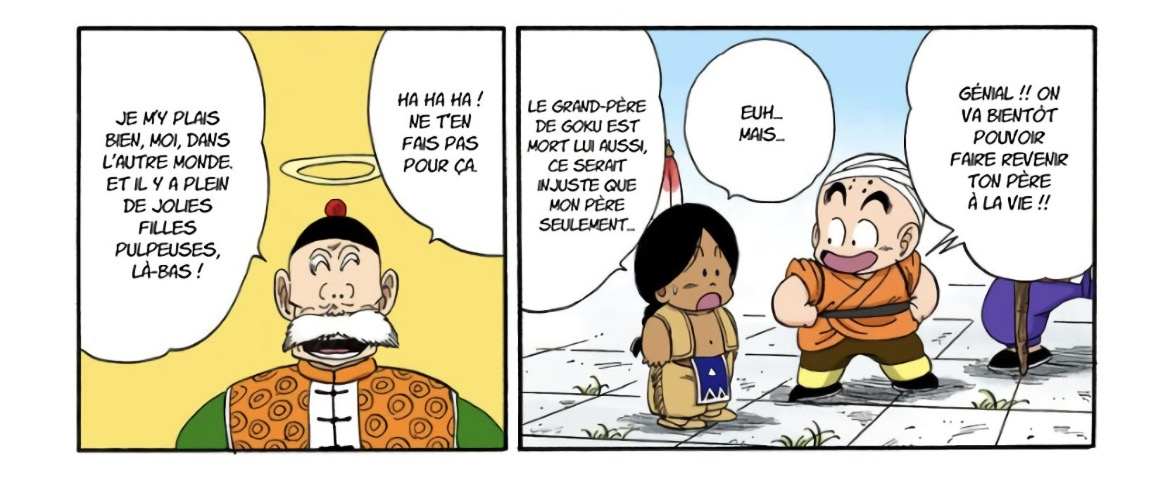 GÉNIAL !! ON
VA BIENTÔT
POUVOIR
FAIRE REVENIR
TON PÈRE
À LA VIE !!
EUH...
MAIS...
LE GRAND-PÈRE
DE GOKU EST
MORT LUI AUSSI,
CE SERAIT
INJUSTE QUE
MON PÈRE
SEULEMENT...
HA HA HA !
NE T'EN
FAIS PAS
POUR ÇA.
JE M'Y PLAIS
BIEN, MOI, DANS
L'AUTRE MONDE.
ET IL Y A PLEIN
DE JOLIES
FILLES
PULPEUSES,
LÀ-BAS !